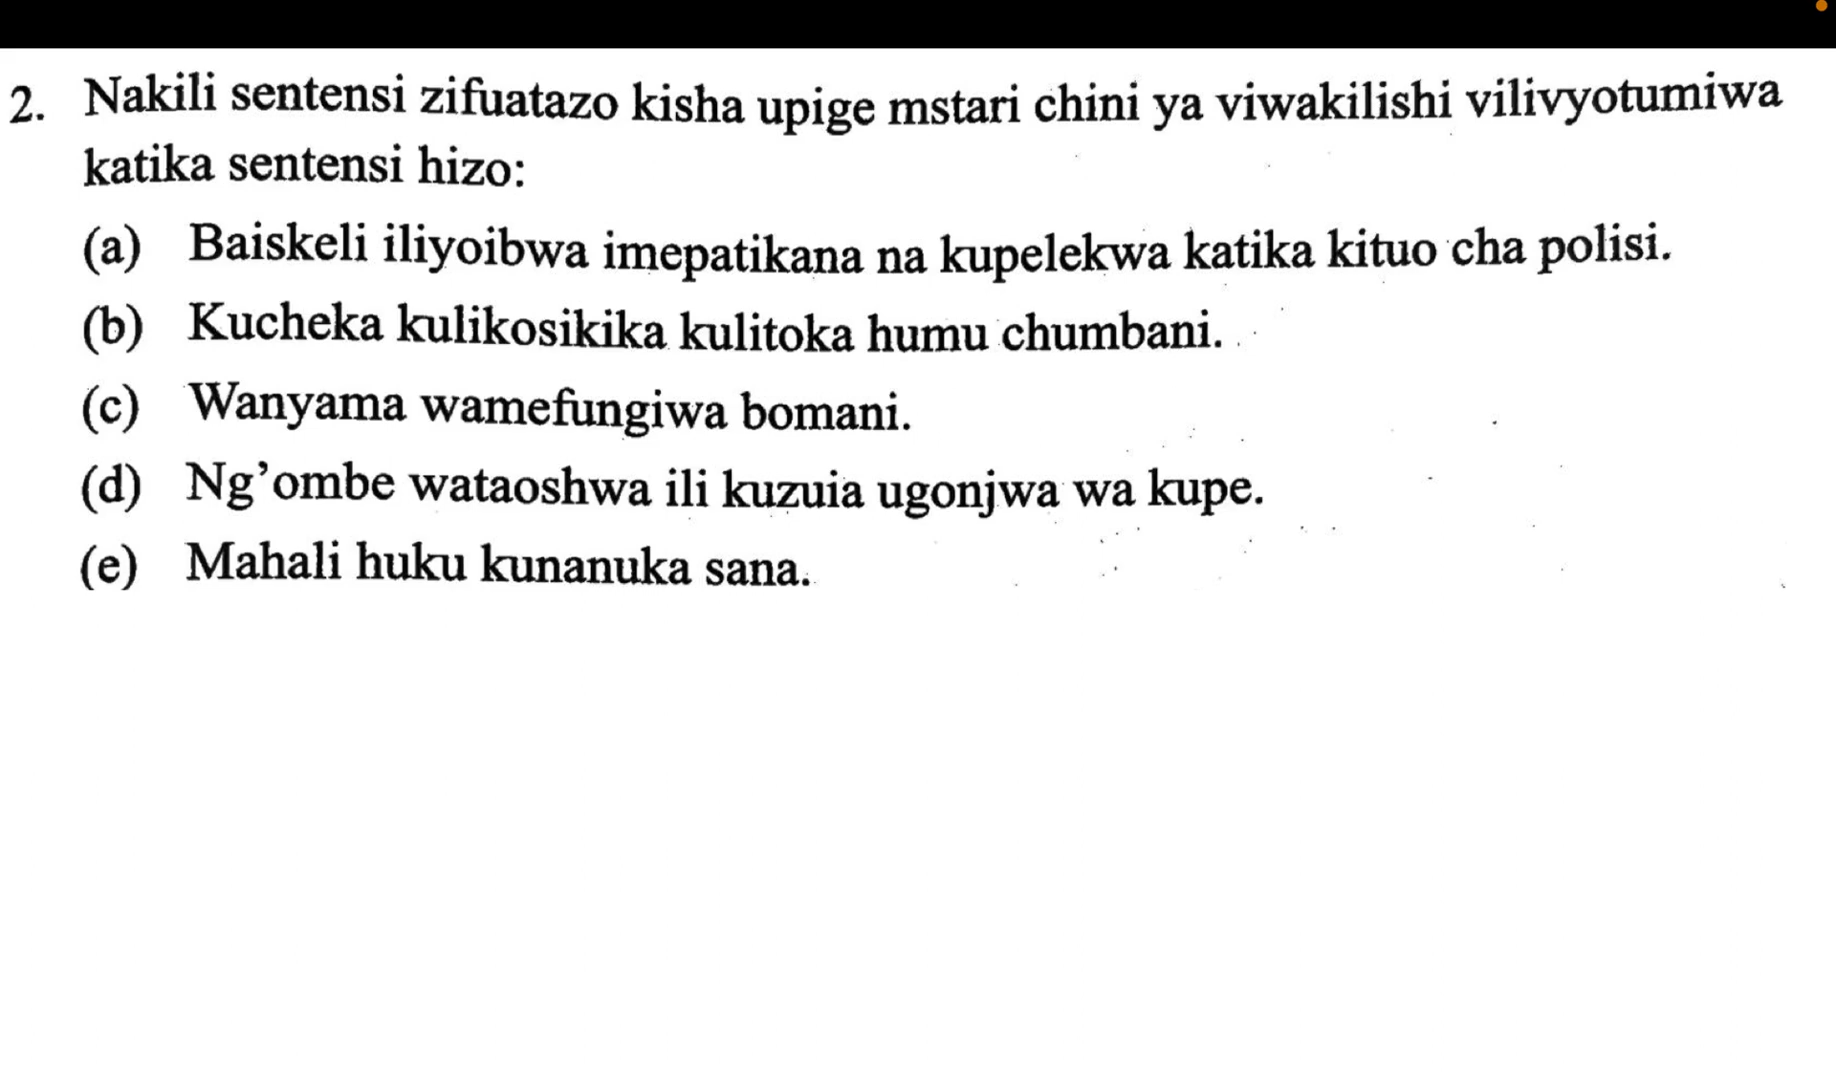 2. Nakili sentensi zifuatazo kisha upige mstari chini ya viwakilishi vilivyotumiwa
katika sentensi hizo:
(a) Baiskeli iliyoibwa imepatikana na kupelekwa katika kituo cha polisi.
(b) Kucheka kulikosikika kulitoka humu chumbani.
(c) Wanyama wamefungiwa bomani.
(d) Ng’ombe wataoshwa ili kuzuia ugonjwa wa kupe.
(e) Mahali huku kunanuka sana.